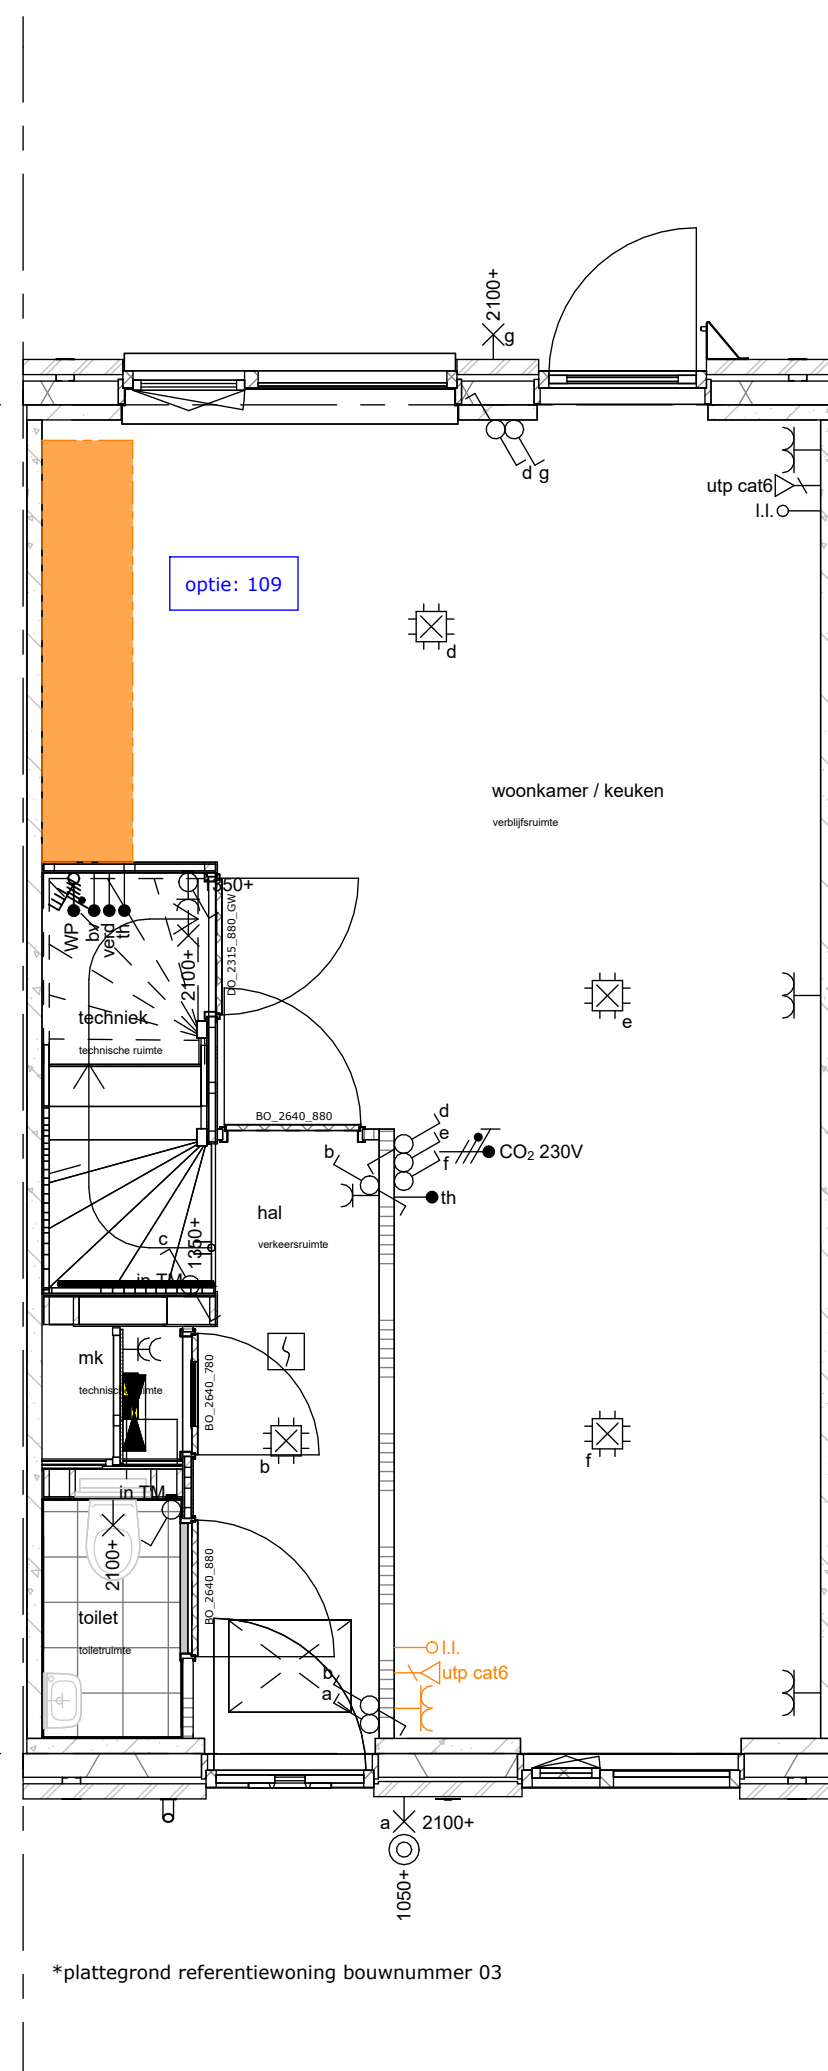 2100+
g
d g
utp cat6
l.l.
optie: 109
d
woonkamer / keuken
verblijfsruimte
1350+
WP
bv
verd
th
2100+
DO_2315_880_GW
techniek
technische ruimte
e
BO_2640_880
d
e
f
CO₂ 230V
b
th
hal
verkeersruimte
c
1350+
in TM
mk
technische ruimte
BO_2640_780
b
f
in TM
2100+
BO_2640_880
toilet
toiletruimte
l.l.
utp cat6
b
a
a
2100+
1050+
*plattegrond referentiewoning bouwnummer 03